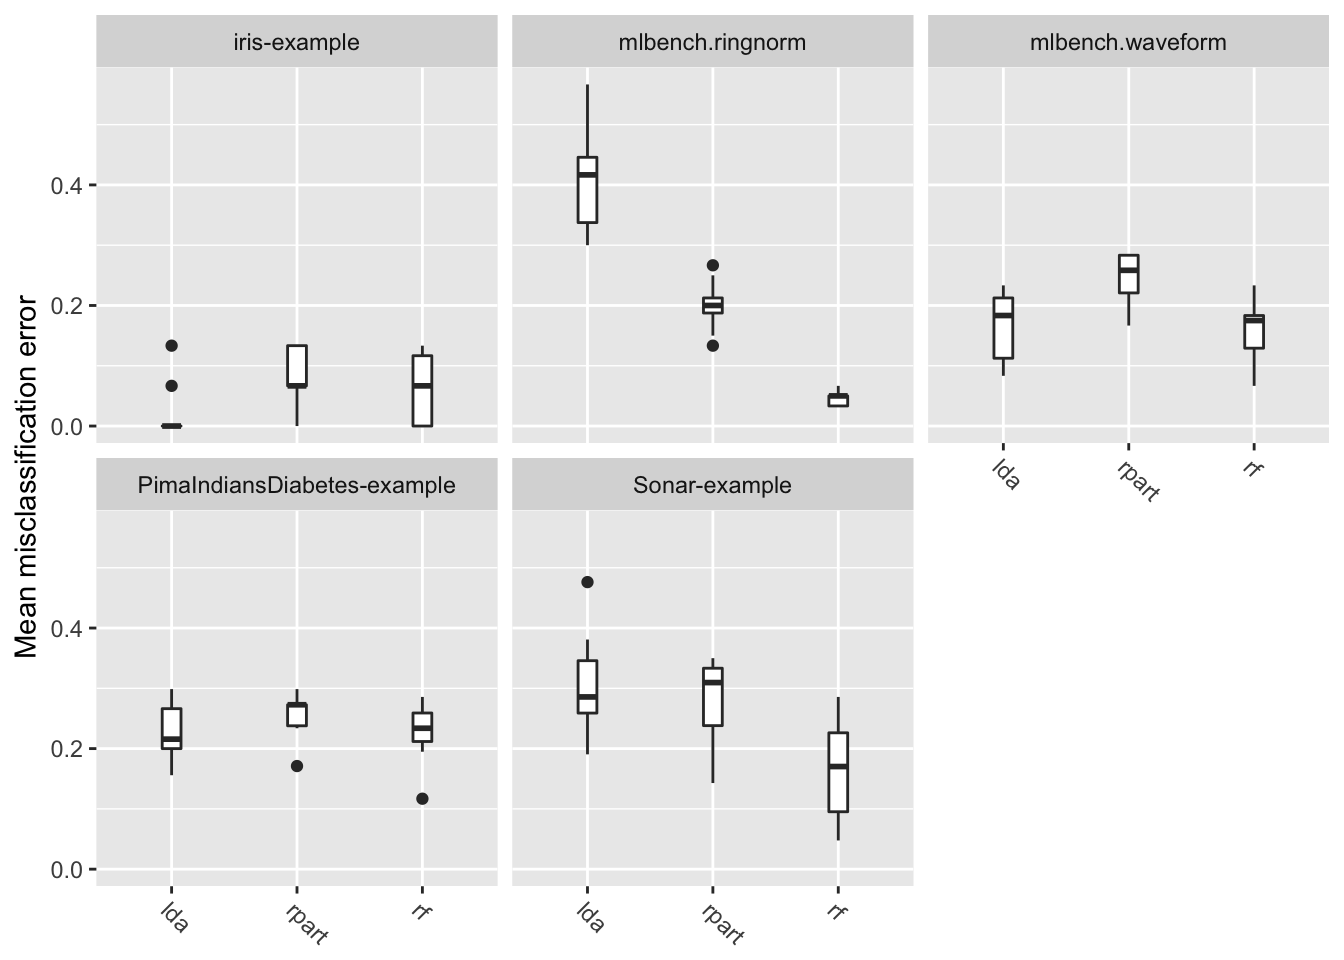 iris-example
mlbench.ringnorm
mlbench.waveform
Mean misclassification error
0.4
0.2
0.0
lda
rpart
rf
PimaIndiansDiabetes-example
Sonar-example
0.4
0.2
0.0
lda
rpart
rf
lda
rpart
rf